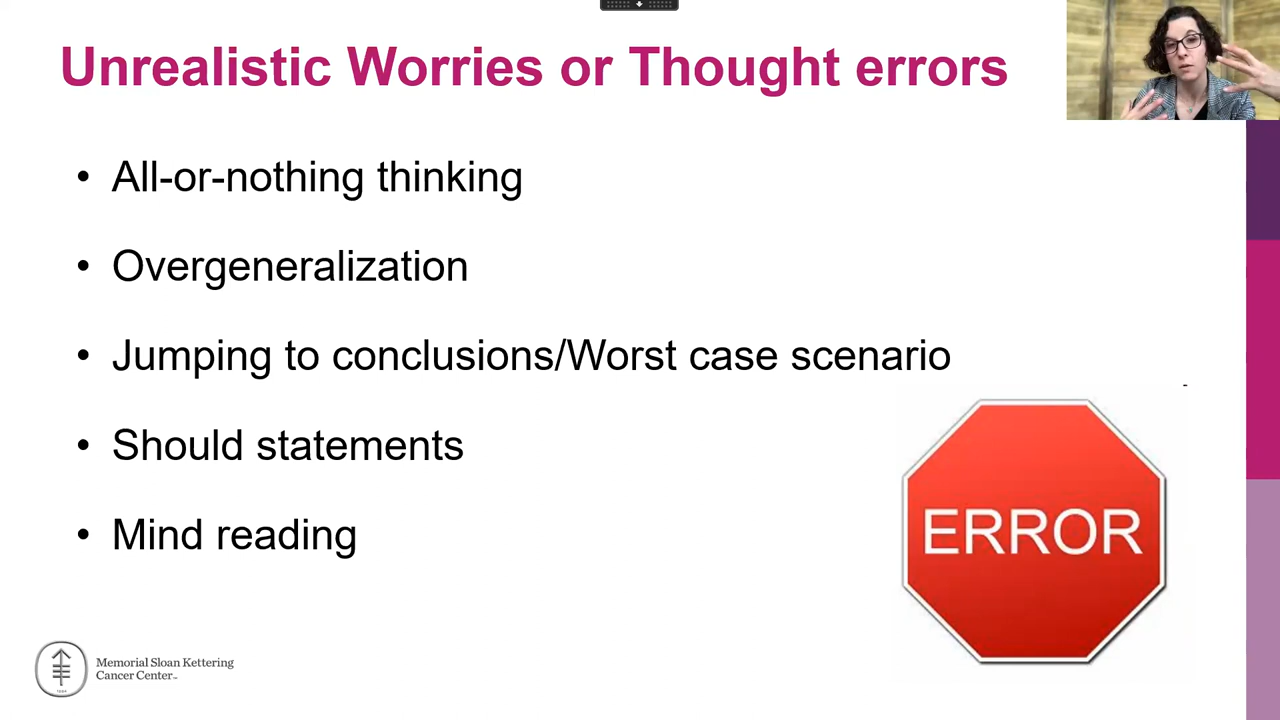 Unrealistic Worries or Thought errors
• All-or-nothing thinking
• Overgeneralization
• Jumping to conclusions/Worst case scenario
• Should statements
• Mind reading
ERROR
Memorial Sloan Kettering
Cancer Center